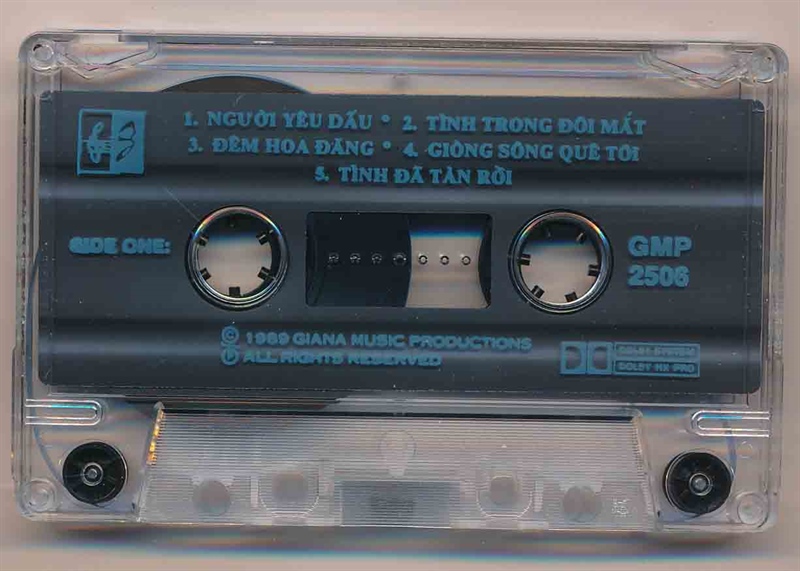 1. NGƯỜI YÊU DẤU • 2. TÌNH TRONG ĐÔI MẮT
3. ĐÊM HOA ĐĂNG • 4. GIÒNG SÔNG QUÊ TÔI
5. TÌNH ĐÃ TÀN RỒI
SIDE ONE:
GMP
2506
© 1989 GIANA MUSIC PRODUCTIONS
℗ ALL RIGHTS RESERVED
DOLBY SYSTEM
DOLBY HX PRO